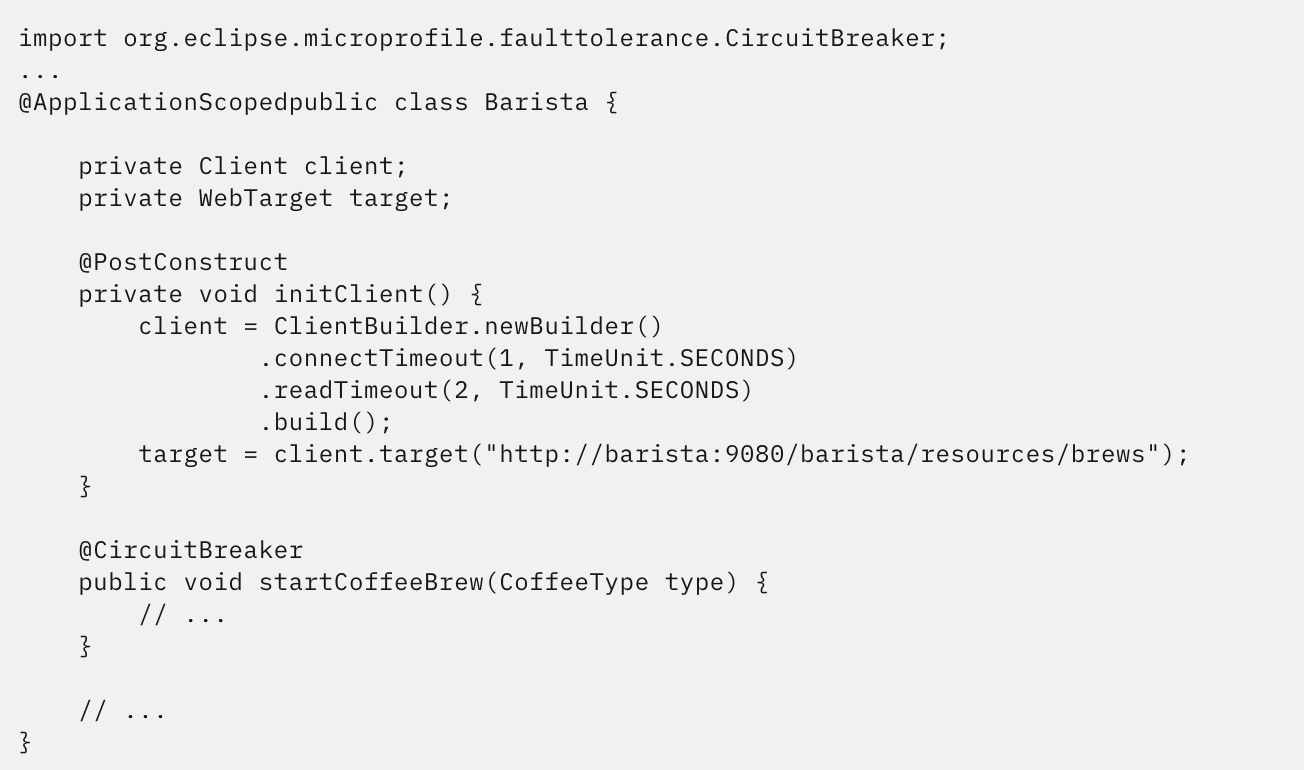 import org.eclipse.microprofile.faulttolerance.CircuitBreaker;
...
@ApplicationScopedpublic class Barista {

    private Client client;
    private WebTarget target;

    @PostConstruct
    private void initClient() {
        client = ClientBuilder.newBuilder()
                .connectTimeout(1, TimeUnit.SECONDS)
                .readTimeout(2, TimeUnit.SECONDS)
                .build();
        target = client.target("http://barista:9080/barista/resources/brews");
    }

    @CircuitBreaker
    public void startCoffeeBrew(CoffeeType type) {
        // ...
    }

    // ...
}